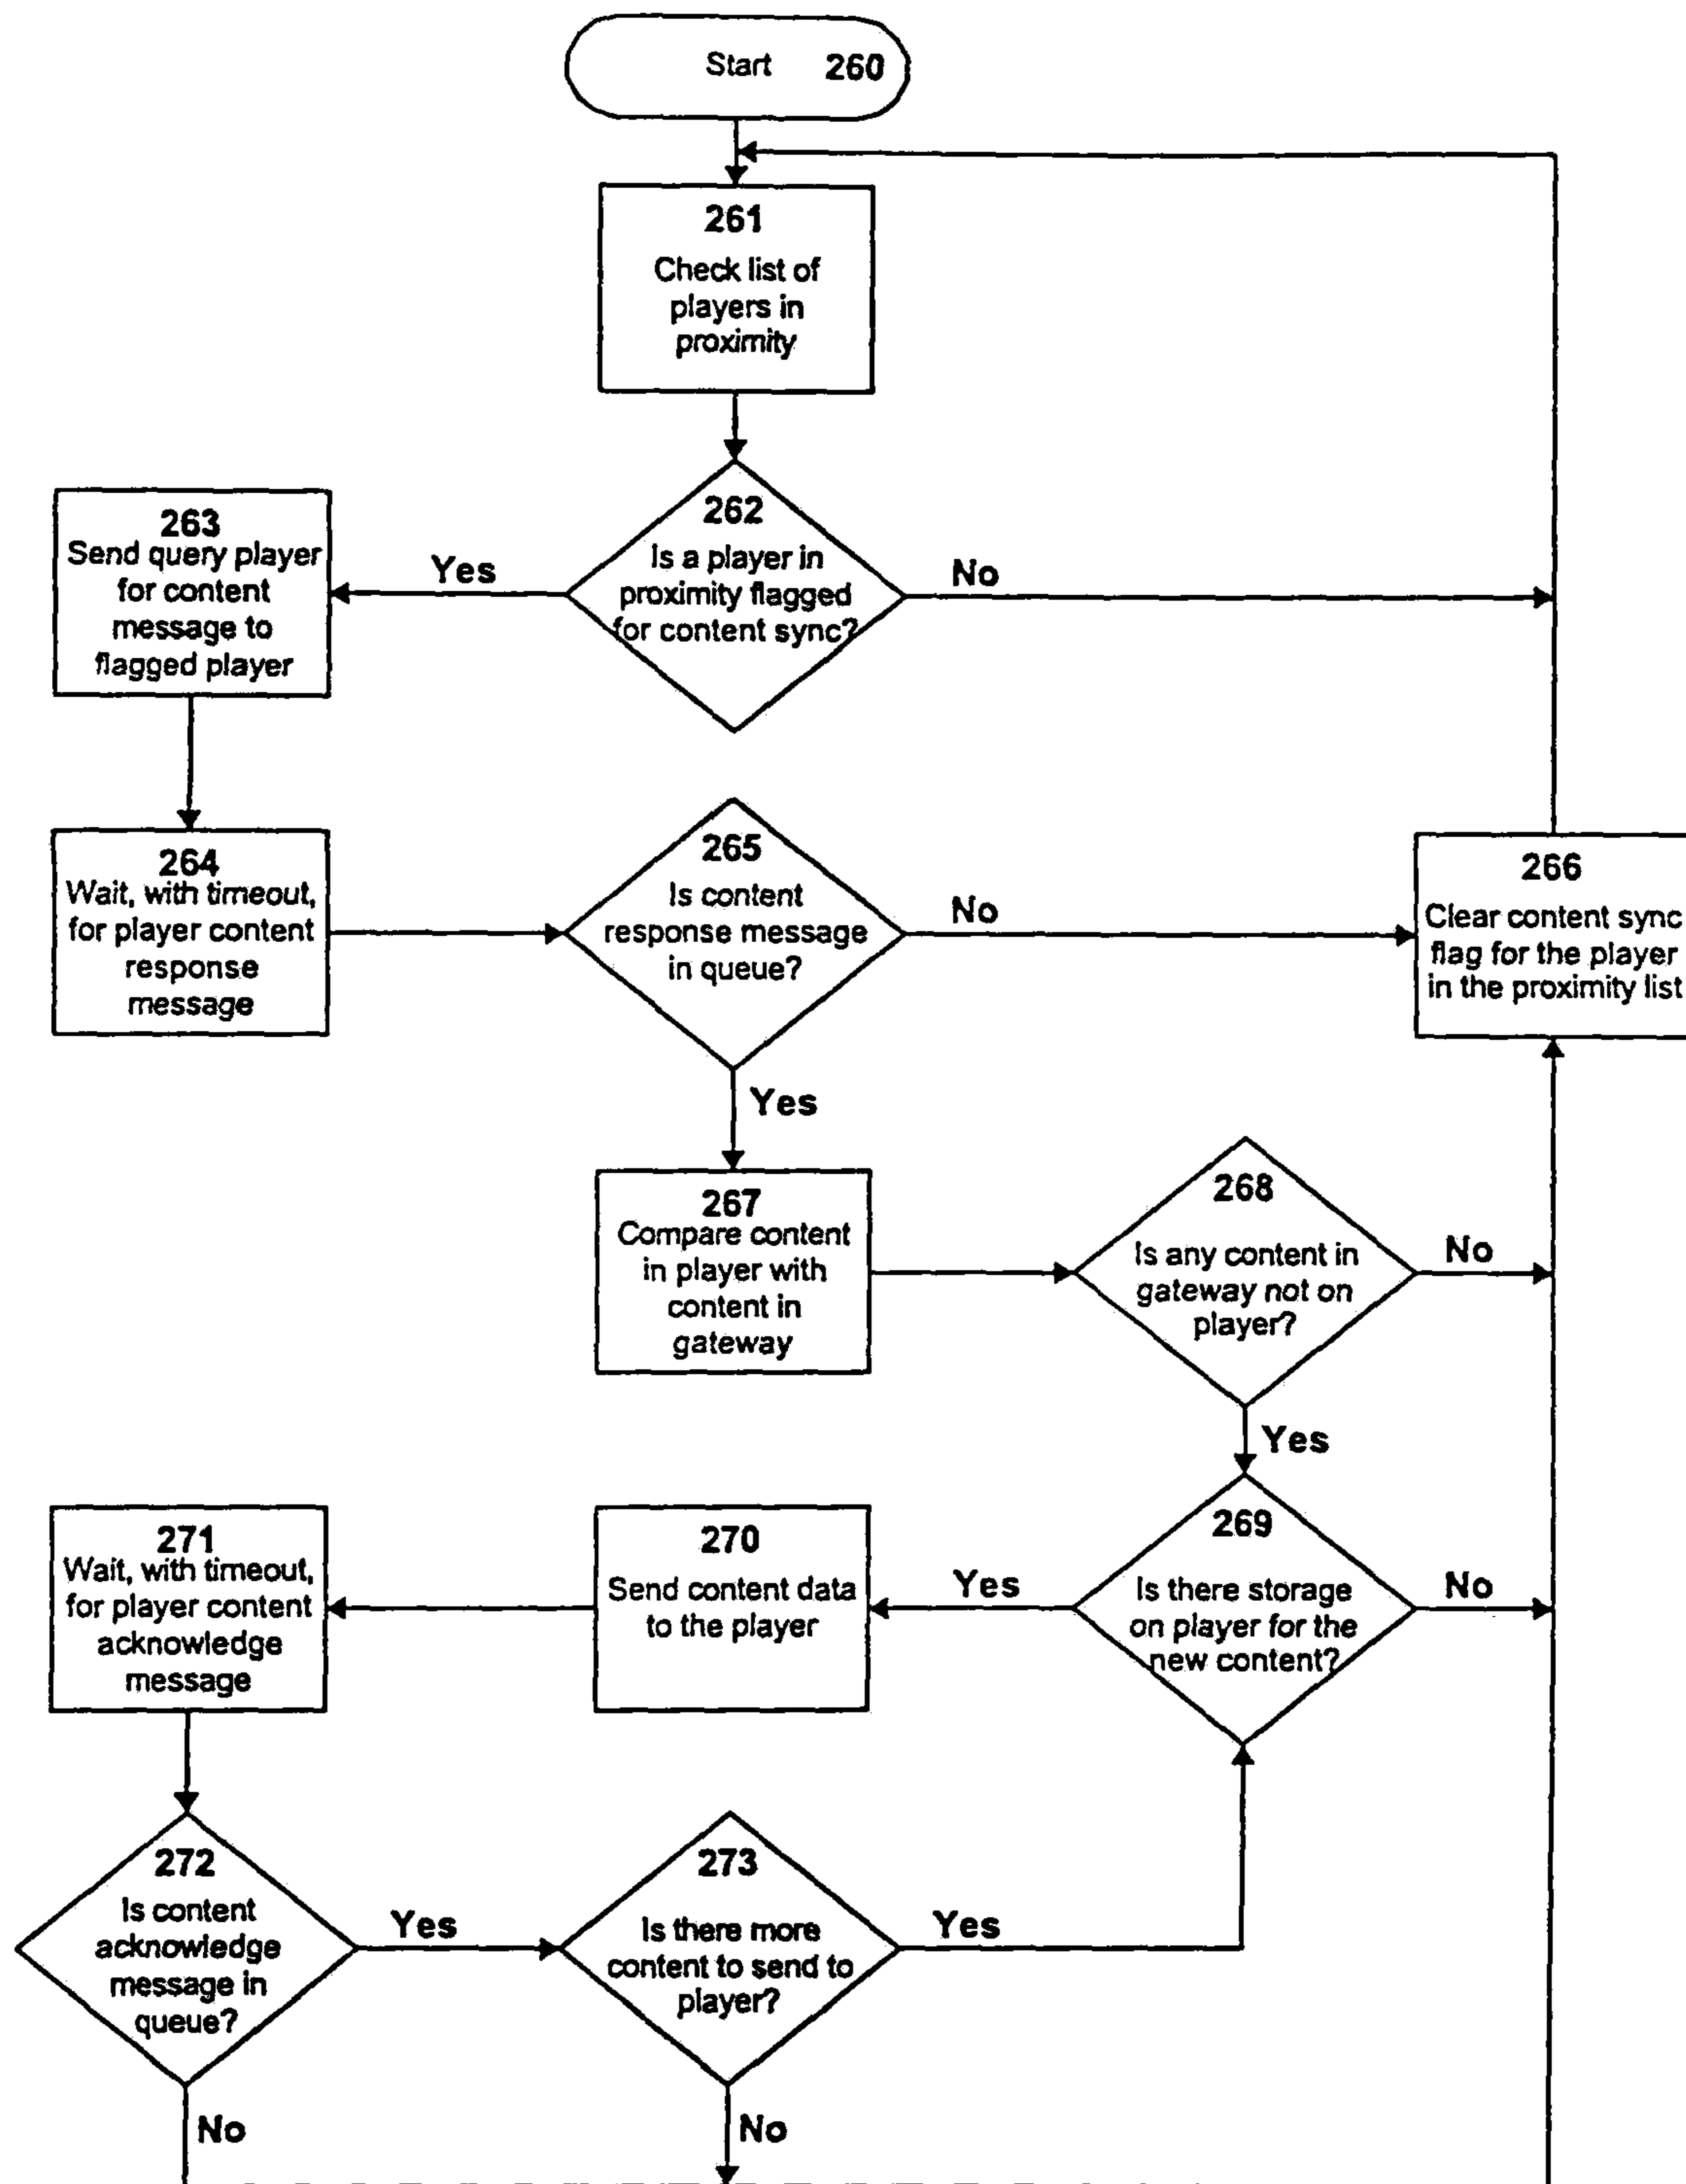 Start 260
261
Check list of
players in
proximity
262
Is a player in
proximity flagged
for content sync?
Yes
No
263
Send query player
for content
message to
flagged player
264
Wait, with timeout,
for player content
response
message
265
Is content
response message
in queue?
No
Yes
266
Clear content sync
flag for the player
in the proximity list
267
Compare content
in player with
content in
gateway
268
Is any content in
gateway not on
player?
No
Yes
269
Is there storage
on player for the
new content?
Yes
No
270
Send content data
to the player
271
Wait, with timeout,
for player content
acknowledge
message
272
Is content
acknowledge
message in
queue?
Yes
No
273
Is there more
content to send to
player?
Yes
No